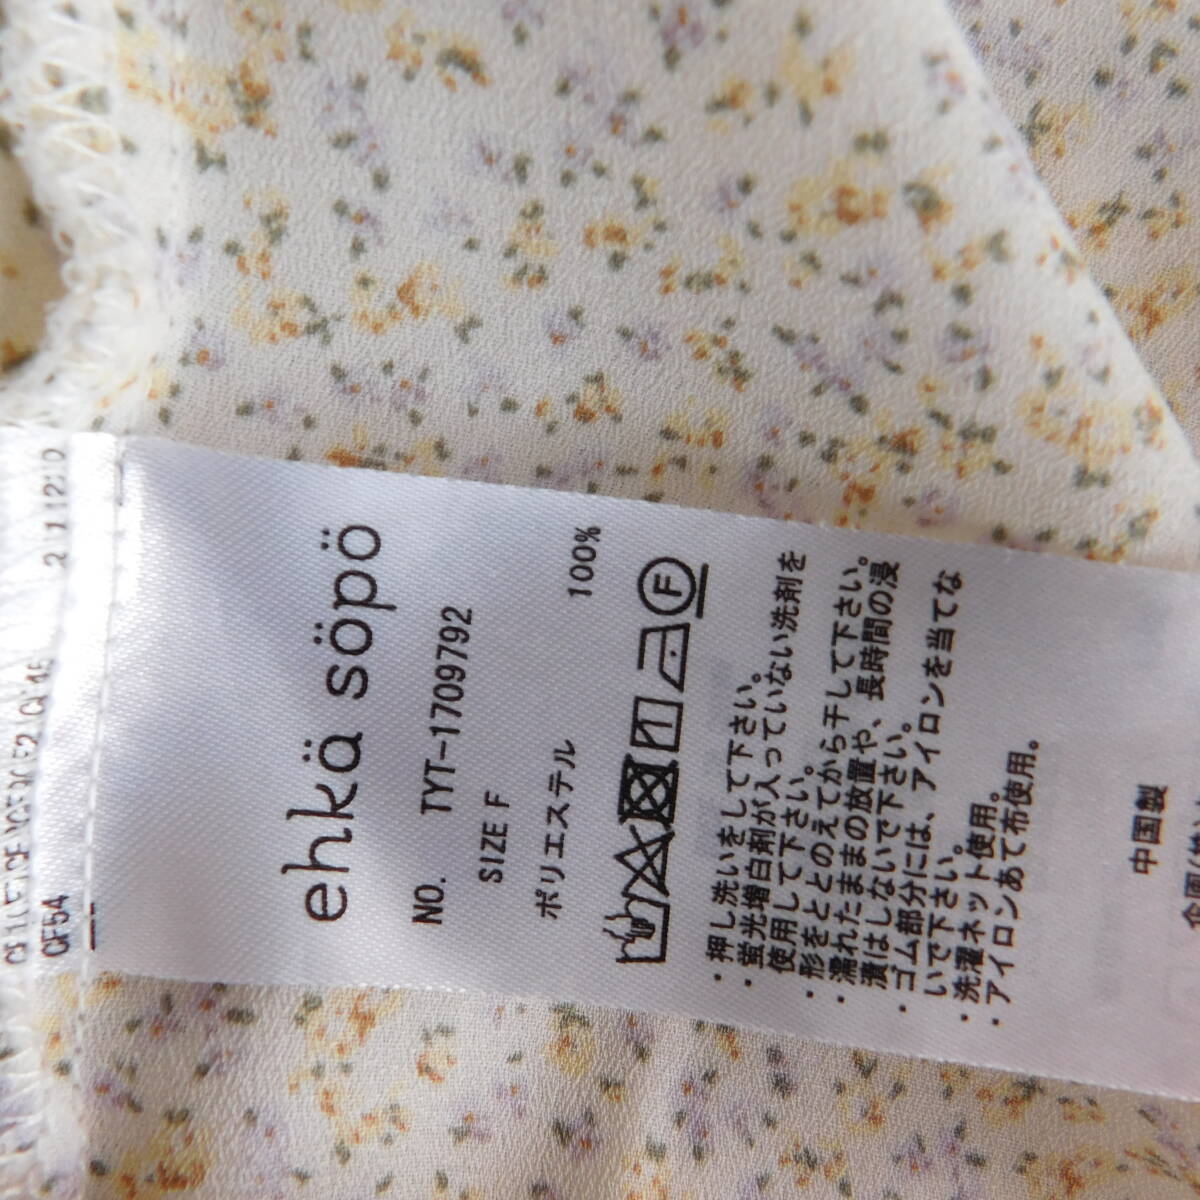 ehkä söpö
NO. TYT-1709792
SIZE F
ポリエステル 100%
F
・押し洗いをして下さい。
・蛍光増白剤が入っていない洗剤を
使用して下さい。
・形をととのえてから干して下さい。
・濡れたままの放置や、長時間の浸
漬はしないで下さい。
・ゴム部分には、アイロンを当てな
いで下さい。
・洗濯ネット使用。
・アイロンあて布使用。
中国製
QF54